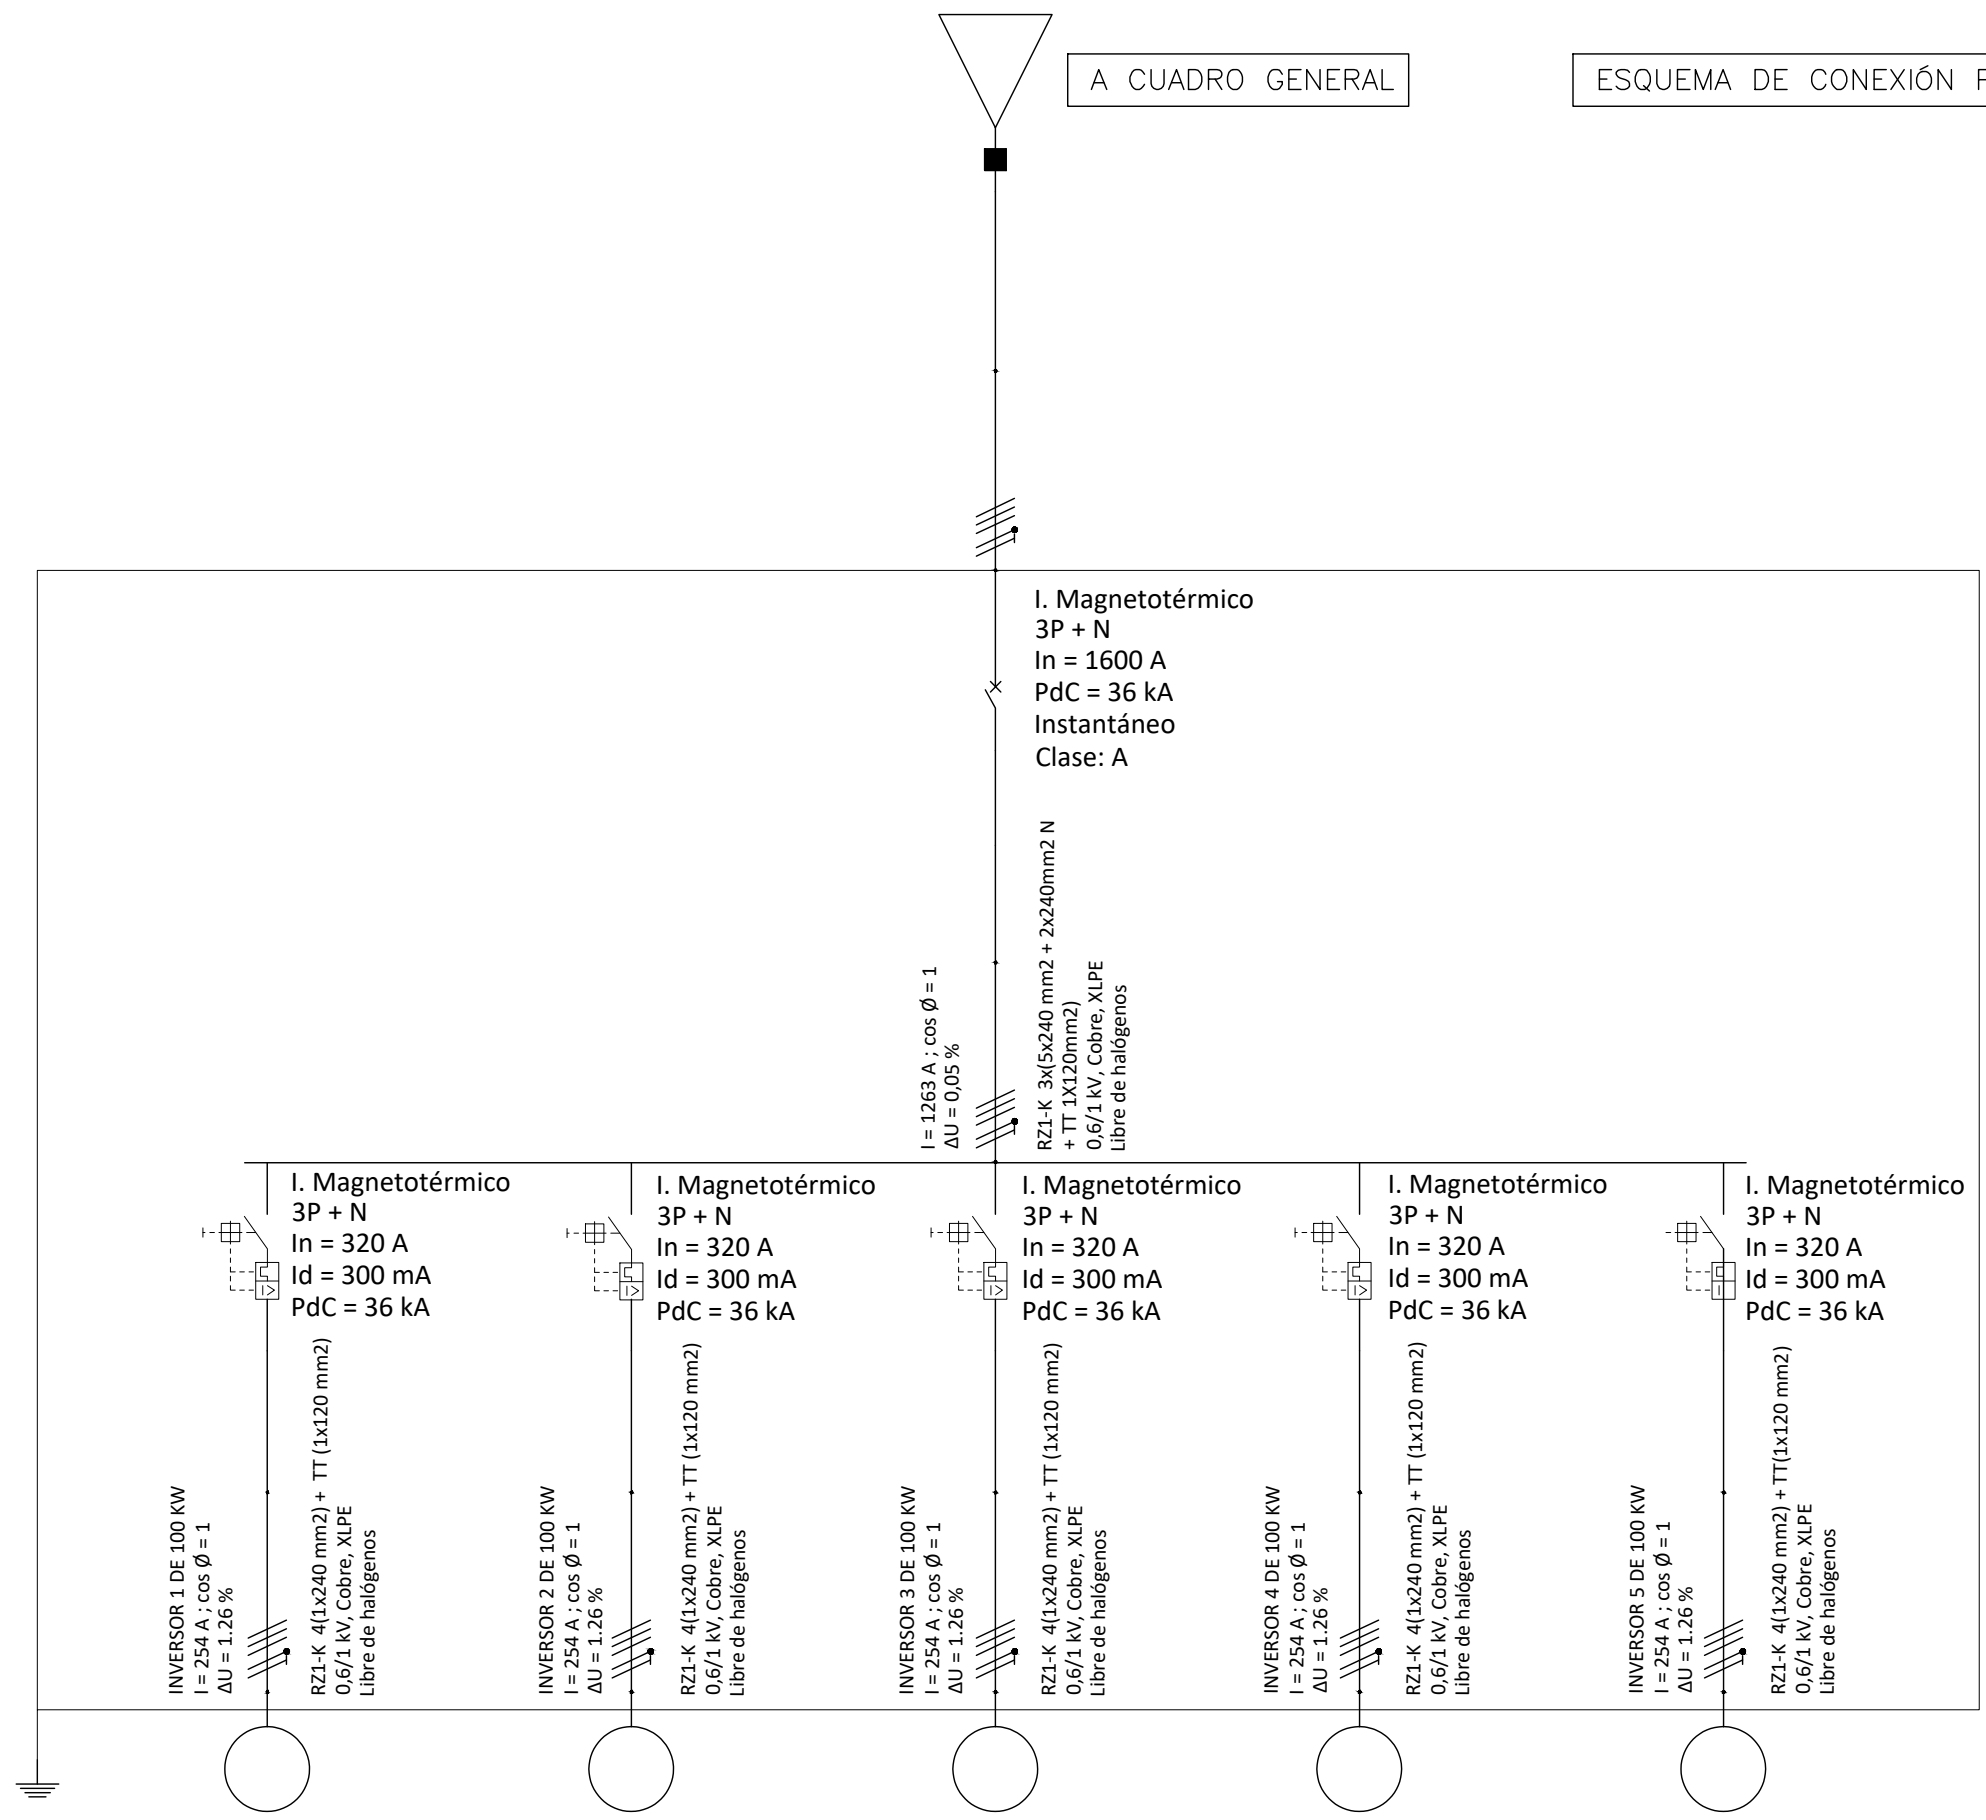 A CUADRO GENERAL
ESQUEMA DE CONEXIÓN
I. Magnetotérmico
3P + N
In = 1600 A
PdC = 36 kA
Instantáneo
Clase: A
I = 1263 A ; cos Ø = 1
ΔU = 0,05 %
RZ1-K 3x(5x240 mm2 + 2x240mm2 N
+ TT 1X120mm2)
0,6/1 kV, Cobre, XLPE
Libre de halógenos
I. Magnetotérmico
3P + N
In = 320 A
Id = 300 mA
PdC = 36 kA
I. Magnetotérmico
3P + N
In = 320 A
Id = 300 mA
PdC = 36 kA
I. Magnetotérmico
3P + N
In = 320 A
Id = 300 mA
PdC = 36 kA
I. Magnetotérmico
3P + N
In = 320 A
Id = 300 mA
PdC = 36 kA
I. Magnetotérmico
3P + N
In = 320 A
Id = 300 mA
PdC = 36 kA
INVERSOR 1 DE 100 KW
I = 254 A ; cos Ø = 1
ΔU = 1.26 %
RZ1-K 4(1x240 mm2) + TT (1x120 mm2)
0,6/1 kV, Cobre, XLPE
Libre de halógenos
INVERSOR 2 DE 100 KW
I = 254 A ; cos Ø = 1
ΔU = 1.26 %
RZ1-K 4(1x240 mm2) + TT (1x120 mm2)
0,6/1 kV, Cobre, XLPE
Libre de halógenos
INVERSOR 3 DE 100 KW
I = 254 A ; cos Ø = 1
ΔU = 1.26 %
RZ1-K 4(1x240 mm2) + TT (1x120 mm2)
0,6/1 kV, Cobre, XLPE
Libre de halógenos
INVERSOR 4 DE 100 KW
I = 254 A ; cos Ø = 1
ΔU = 1.26 %
RZ1-K 4(1x240 mm2) + TT (1x120 mm2)
0,6/1 kV, Cobre, XLPE
Libre de halógenos
INVERSOR 5 DE 100 KW
I = 254 A ; cos Ø = 1
ΔU = 1.26 %
RZ1-K 4(1x240 mm2) + TT(1x120 mm2)
0,6/1 kV, Cobre, XLPE
Libre de halógenos